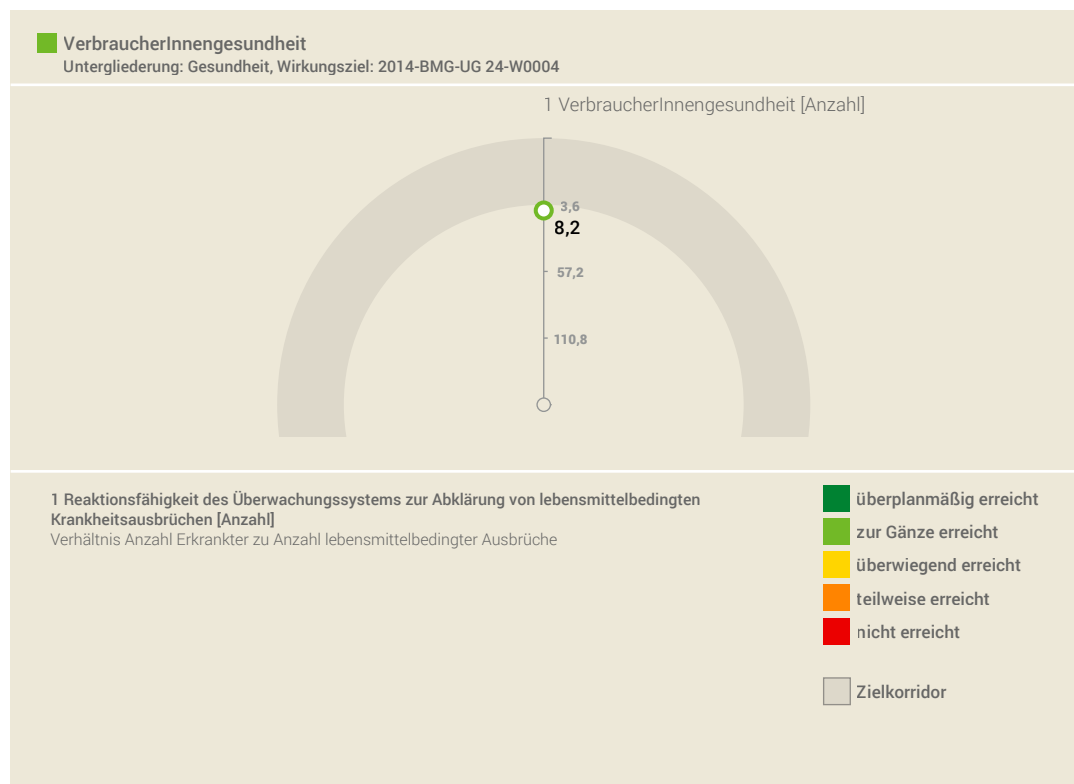 VerbraucherInnengesundheit
Untergliederung: Gesundheit, Wirkungsziel: 2014-BMG-UG 24-W0004
1 VerbraucherInnengesundheit [Anzahl]
3,6
8,2
57,2
110,8
1 Reaktionsfähigkeit des Überwachungssystems zur Abklärung von lebensmittelbedingten
Krankheitsausbrüchen [Anzahl]
Verhältnis Anzahl Erkrankter zu Anzahl lebensmittelbedingter Ausbrüche
überplanmäßig erreicht
zur Gänze erreicht
überwiegend erreicht
teilweise erreicht
nicht erreicht
Zielkorridor